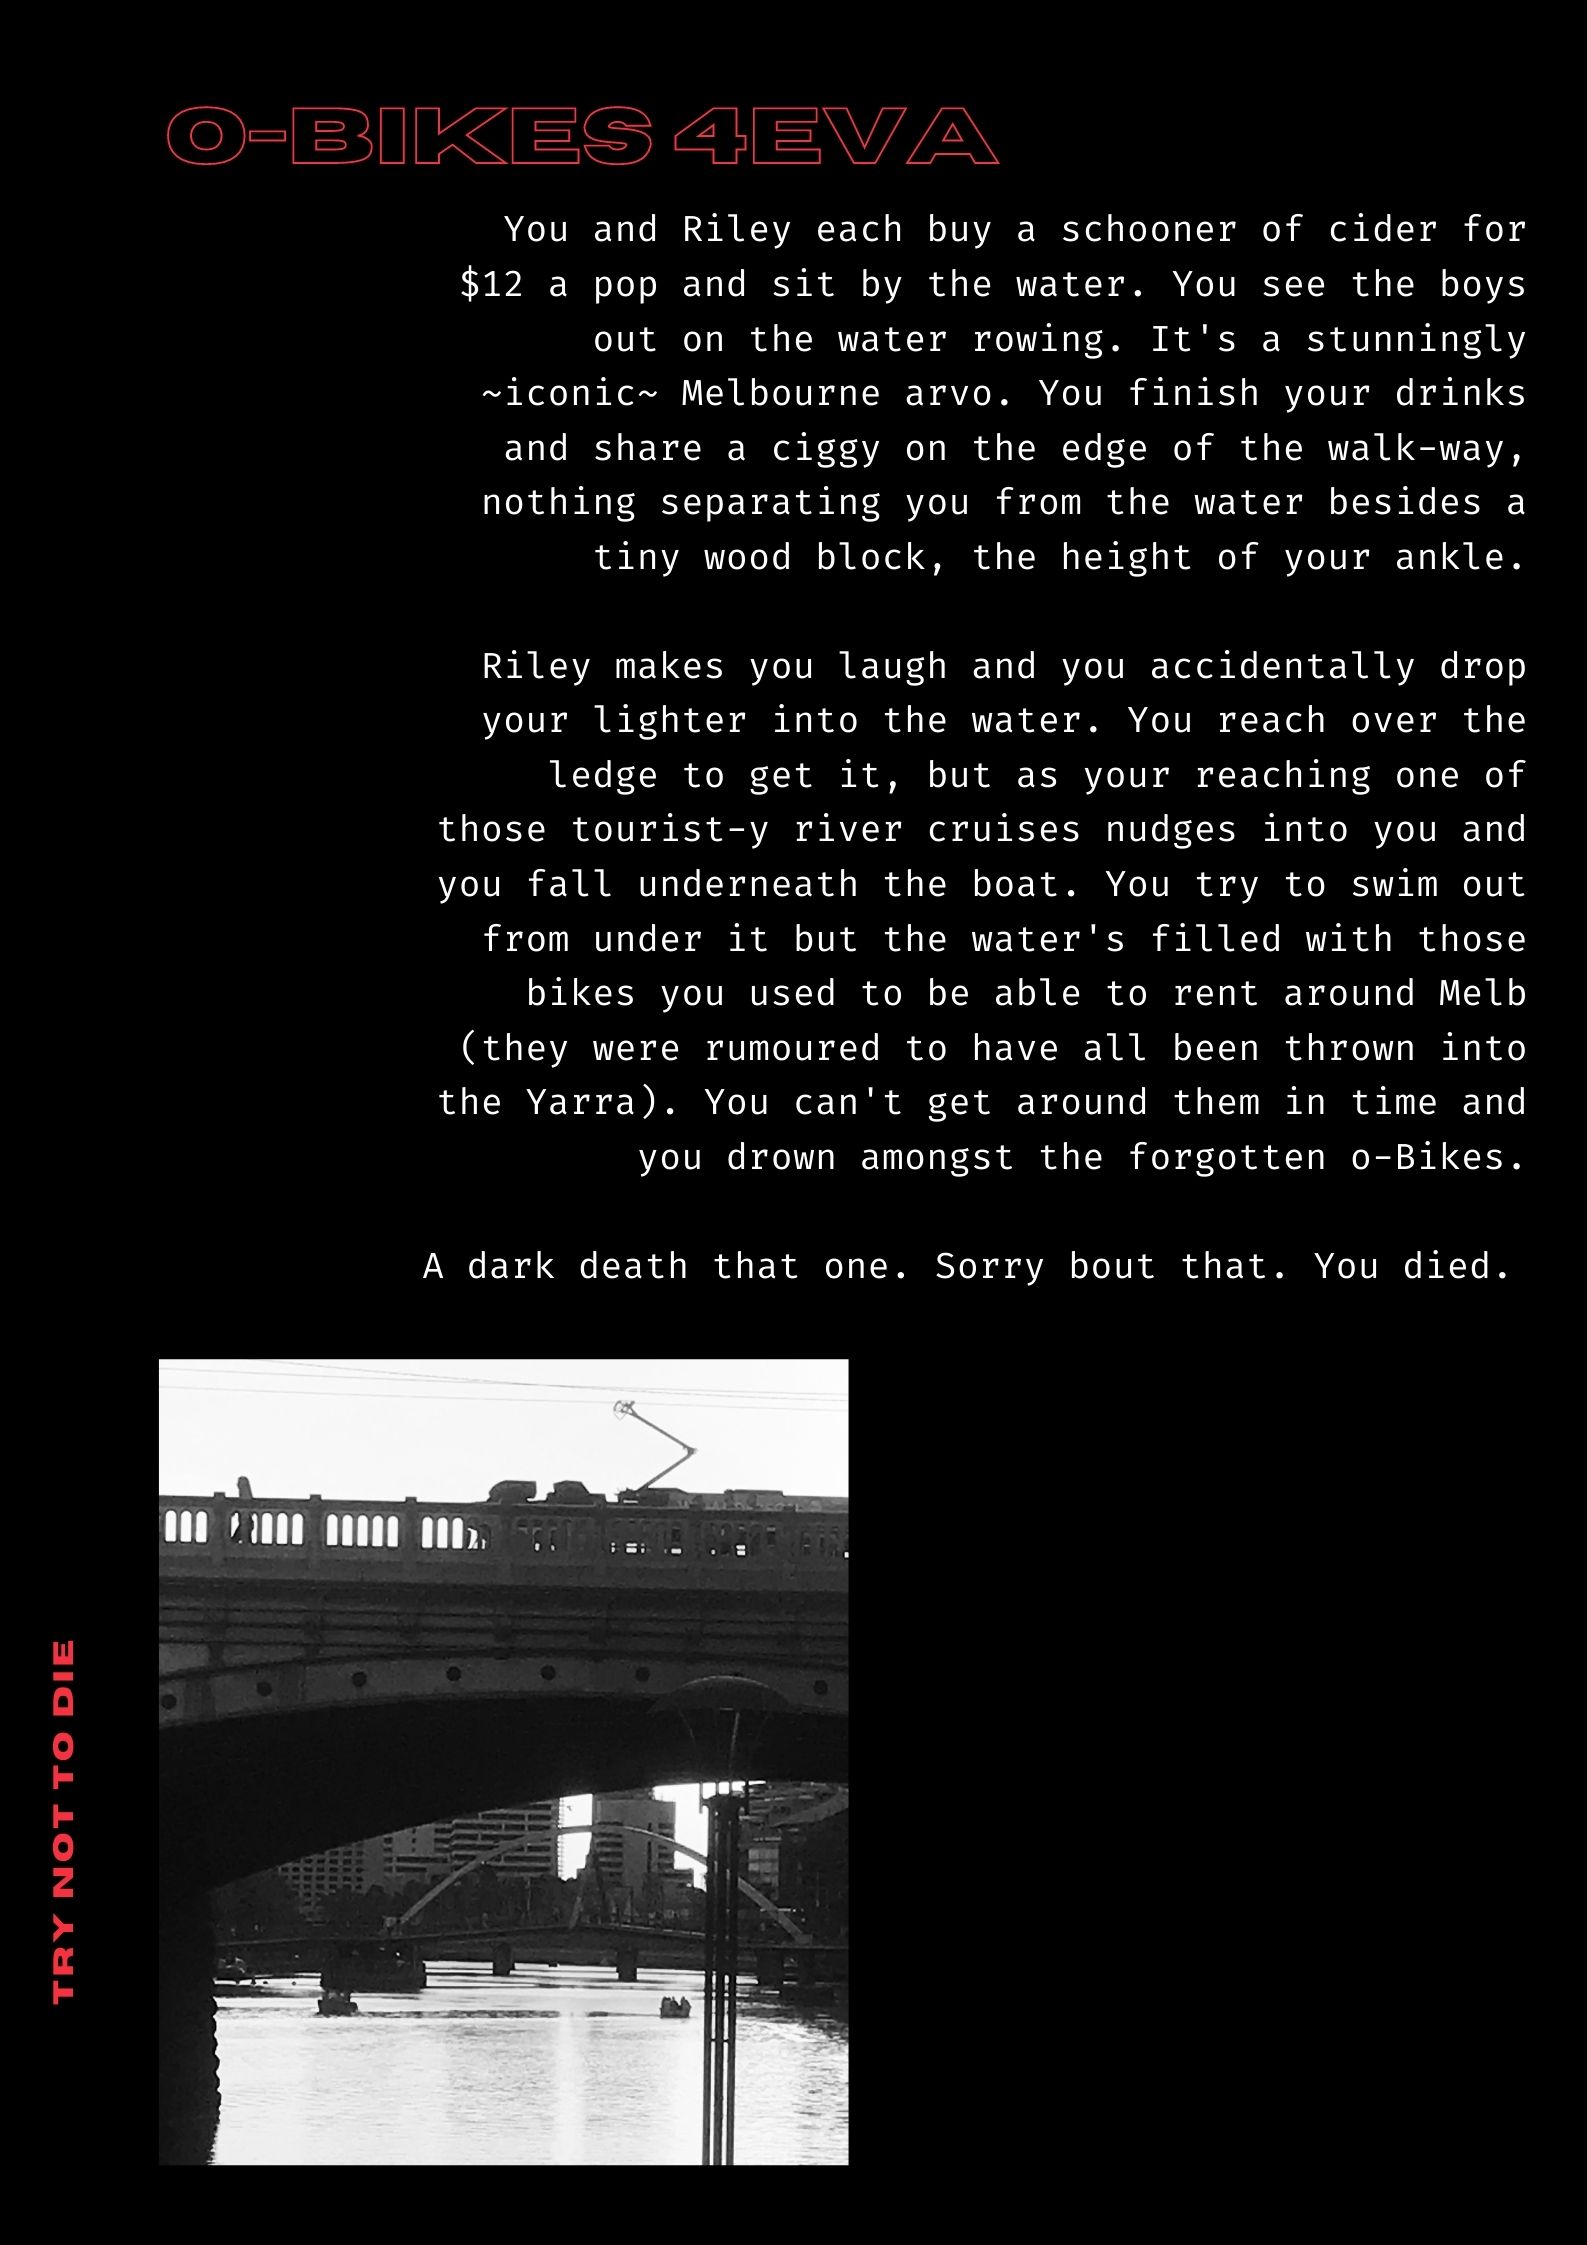 O-BIKES 4EVA
You and Riley each buy a schooner of cider for
$12 a pop and sit by the water. You see the boys
out on the water rowing. It's a stunningly
~iconic~ Melbourne arvo. You finish your drinks
and share a ciggy on the edge of the walk-way,
nothing separating you from the water besides a
tiny wood block, the height of your ankle.
Riley makes you laugh and you accidentally drop
your lighter into the water. You reach over the
ledge to get it, but as your reaching one of
those tourist-y river cruises nudges into you and
you fall underneath the boat. You try to swim out
from under it but the water's filled with those
bikes you used to be able to rent around Melb
(they were rumoured to have all been thrown into
the Yarra). You can't get around them in time and
you drown amongst the forgotten o-Bikes.
A dark death that one. Sorry bout that. You died.
TRY NOT TO DIE